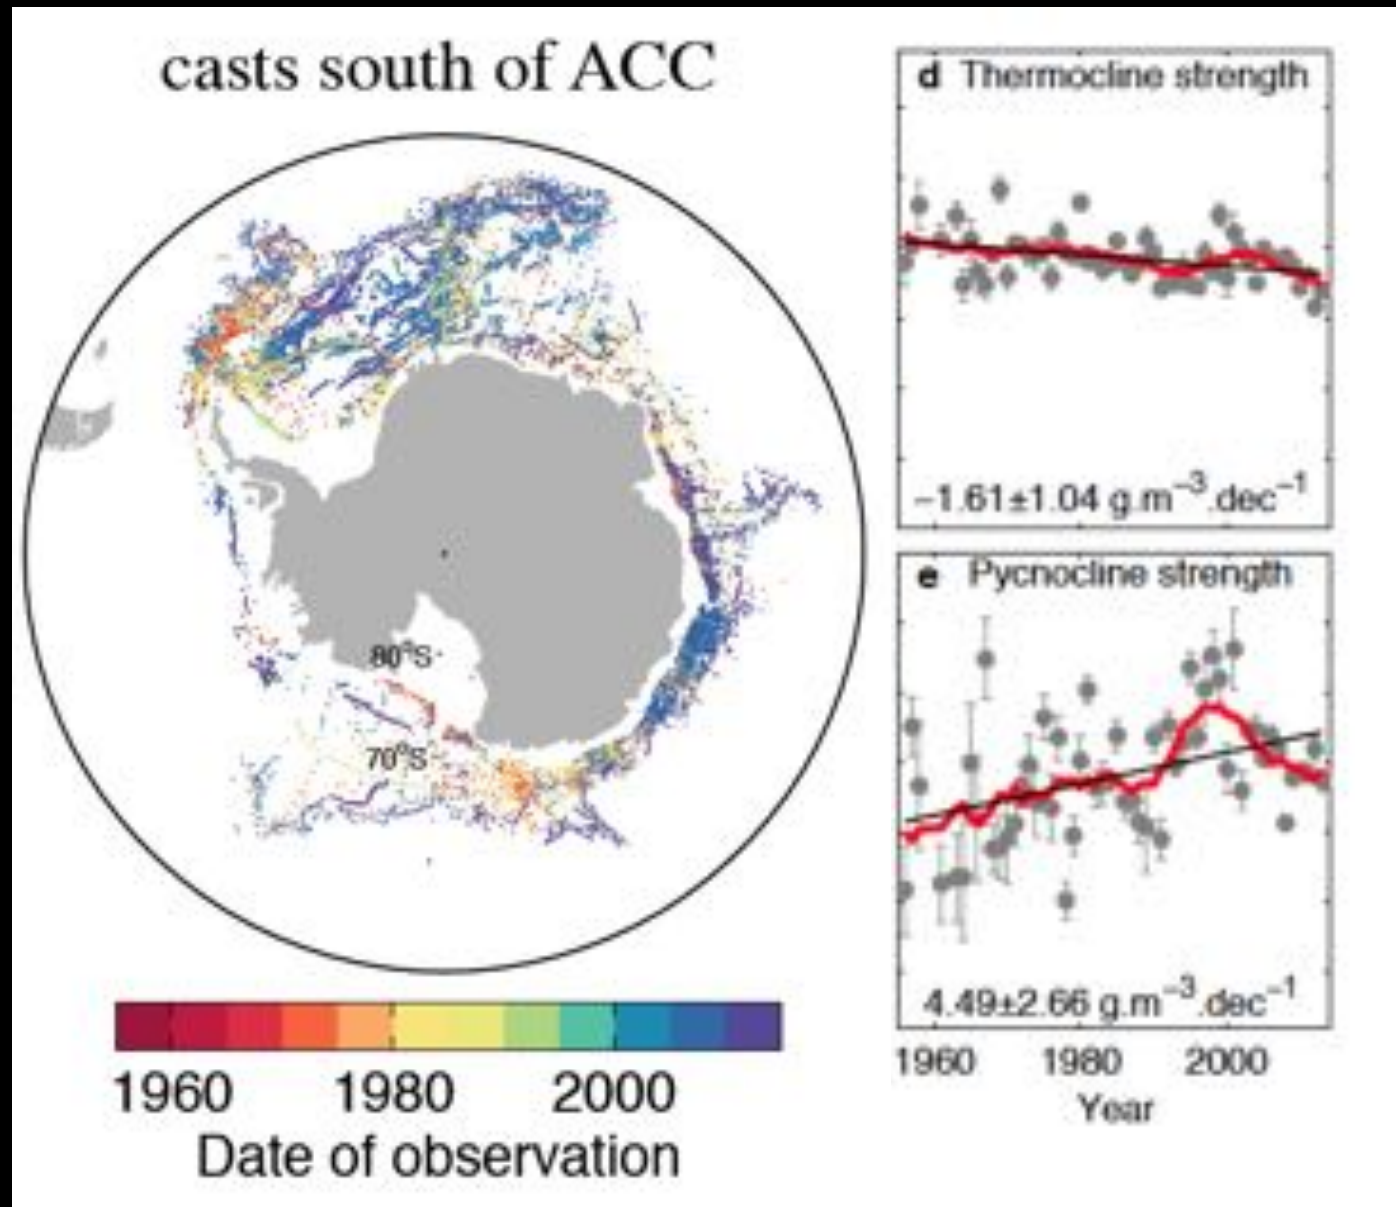 casts south of ACC
80°S
70°S
1960 1980 2000
Date of observation
d Thermocline strength
−1.61±1.04 g.m⁻³.dec⁻¹
e Pycnocline strength
4.49±2.66 g.m⁻³.dec⁻¹
1960 1980 2000
Year